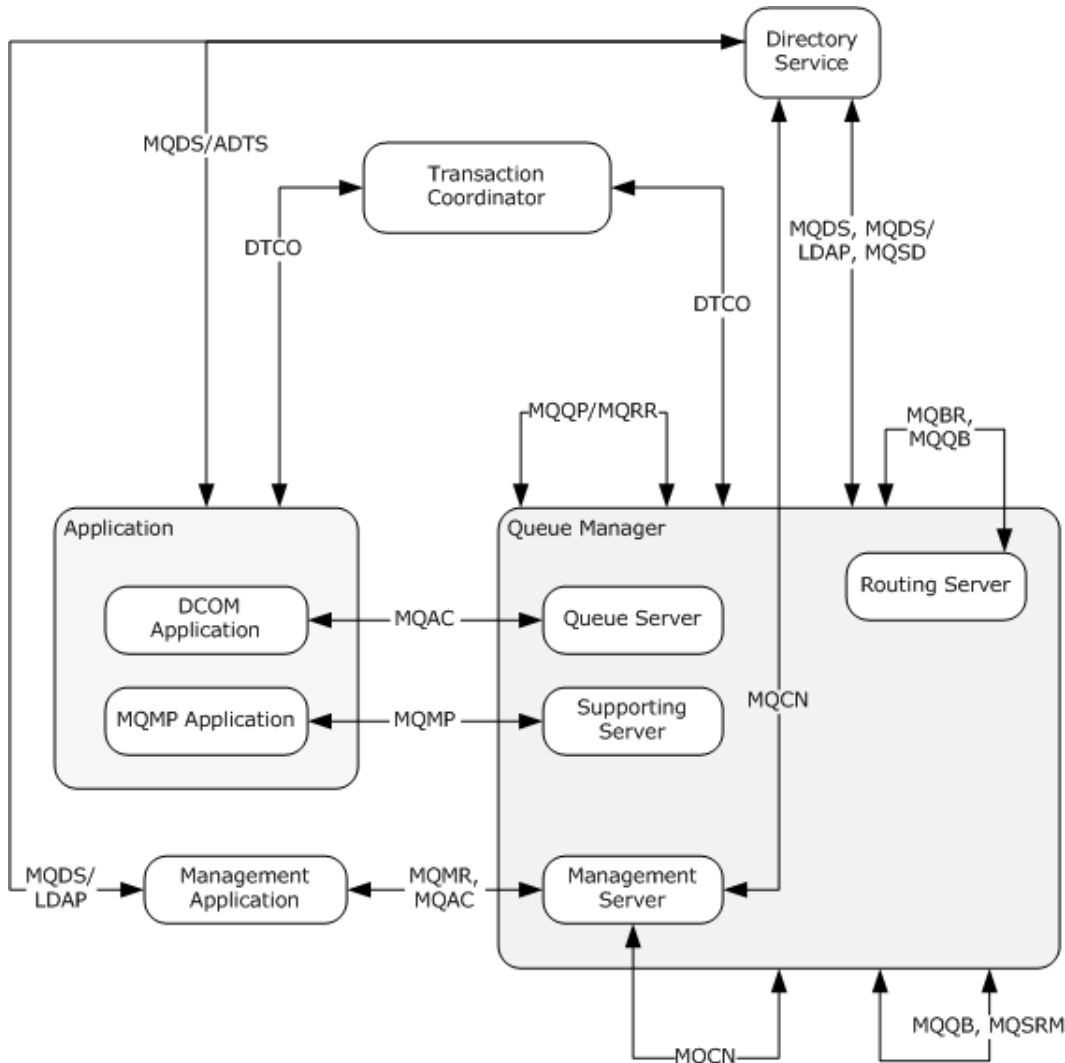 Directory
Service
MQDS/ADTS
Transaction
Coordinator
DTCO
MQDS, MQDS/
LDAP, MQSD
DTCO
MQQP/MQRR
MQBR,
MQQB
Application
Queue Manager
DCOM
Application
MQAC
Queue Server
Routing Server
MQMP Application
MQMP
Supporting
Server
MQCN
MQDS/
LDAP
Management
Application
MQMR,
MQAC
Management
Server
MQCN
MQQB, MQSRM